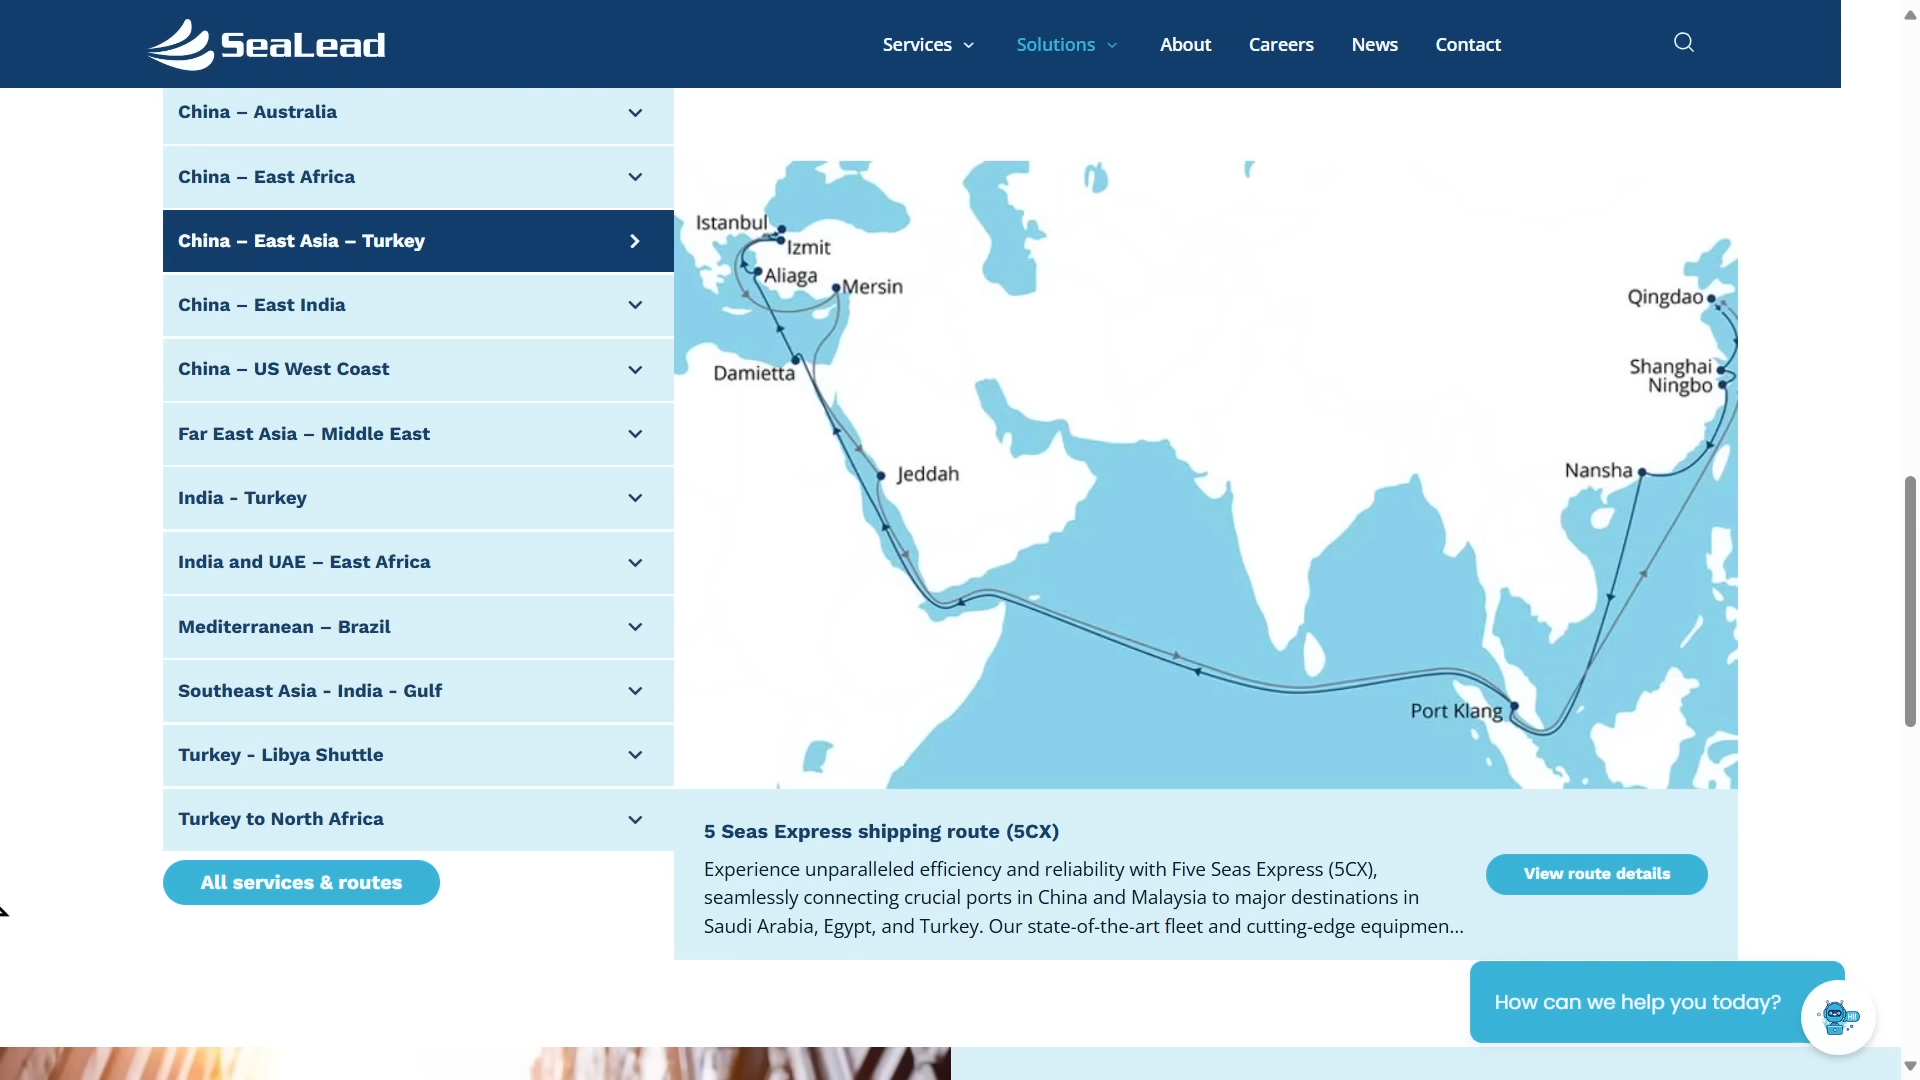 SeaLead
Services
Solutions
About
Careers
News
Contact
China – Australia
China – East Africa
China – East Asia – Turkey
China – East India
China – US West Coast
Far East Asia – Middle East
India - Turkey
India and UAE – East Africa
Mediterranean – Brazil
Southeast Asia - India - Gulf
Turkey - Libya Shuttle
Turkey to North Africa
All services & routes
Istanbul
Izmit
Aliaga
Mersin
Damietta
Jeddah
Qingdao
Shanghai
Ningbo
Nansha
Port Klang
5 Seas Express shipping route (5CX)
Experience unparalleled efficiency and reliability with Five Seas Express (5CX),
seamlessly connecting crucial ports in China and Malaysia to major destinations in
Saudi Arabia, Egypt, and Turkey. Our state-of-the-art fleet and cutting-edge equipmen...
View route details
How can we help you today?
HI!